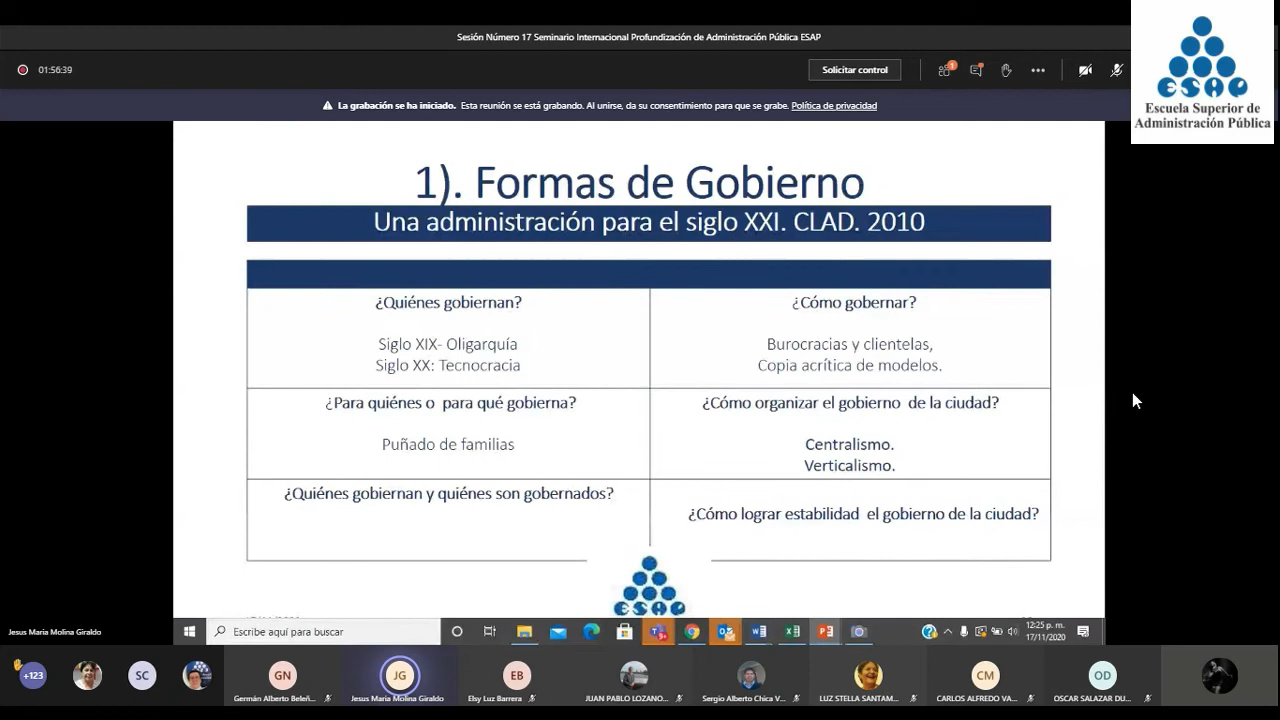 Sesión Número 17 Seminario Internacional Profundización de Administración Pública ESAP
01:56:39
Solicitar control
1
La grabación se ha iniciado. Esta reunión se está grabando. Al unirse, da su consentimiento para que se grabe. Política de privacidad
ESAP
Escuela Superior de
Administración Pública
1). Formas de Gobierno
Una administración para el siglo XXI. CLAD. 2010
¿Quiénes gobiernan?
Siglo XIX- Oligarquía
Siglo XX: Tecnocracia
¿Cómo gobernar?
Burocracias y clientelas,
Copia acrítica de modelos.
¿Para quiénes o para qué gobierna?
Puñado de familias
¿Cómo organizar el gobierno de la ciudad?
Centralismo.
Verticalismo.
¿Quiénes gobiernan y quiénes son gobernados?
¿Cómo lograr estabilidad el gobierno de la ciudad?
ESAP
Jesus Maria Molina Giraldo
Escribe aquí para buscar
12:25 p. m.
17/11/2020
+123
SC
GN
Germán Alberto Beleñ...
JG
Jesus Maria Molina Giraldo
EB
Elsy Luz Barrera
JUAN PABLO LOZANO...
Sergio Alberto Chica V...
LUZ STELLA SANTAM...
CM
CARLOS ALFREDO VA...
OD
OSCAR SALAZAR DU...